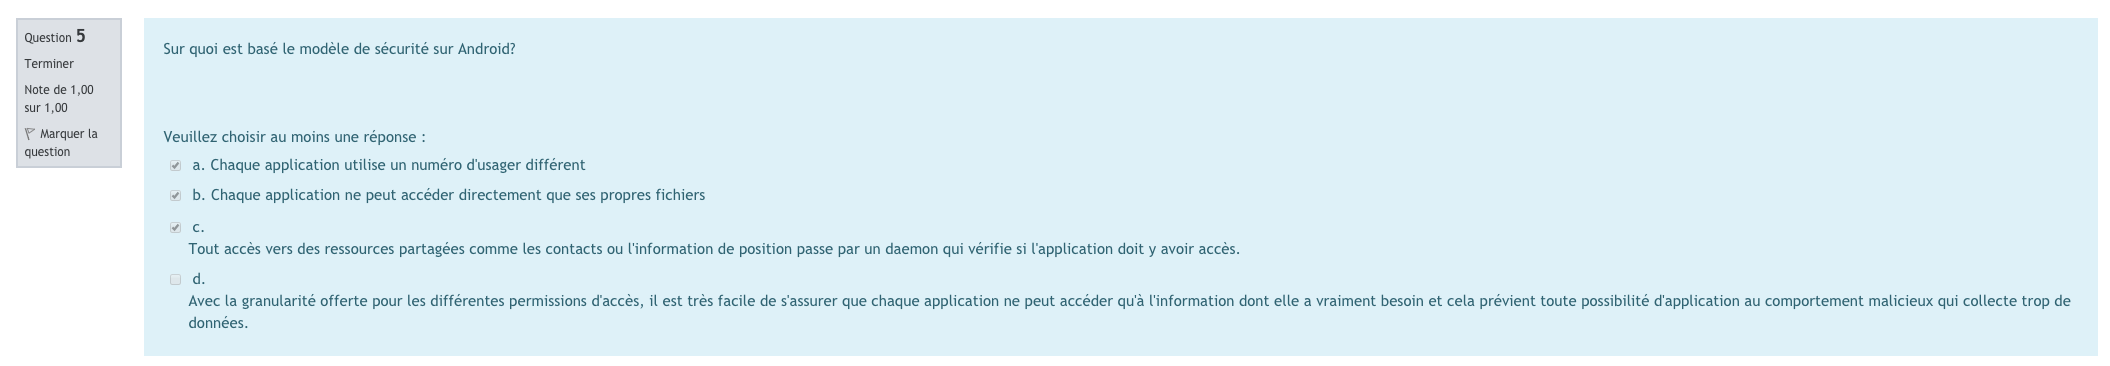 Question 5
Terminer
Note de 1,00
sur 1,00
Marquer la
question
Sur quoi est basé le modèle de sécurité sur Android?
Veuillez choisir au moins une réponse :
a. Chaque application utilise un numéro d'usager différent
b. Chaque application ne peut accéder directement que ses propres fichiers
c.
Tout accès vers des ressources partagées comme les contacts ou l'information de position passe par un daemon qui vérifie si l'application doit y avoir accès.
d.
Avec la granularité offerte pour les différentes permissions d'accès, il est très facile de s'assurer que chaque application ne peut accéder qu'à l'information dont elle a vraiment besoin et cela prévient toute possibilité d'application au comportement malicieux qui collecte trop de
données.